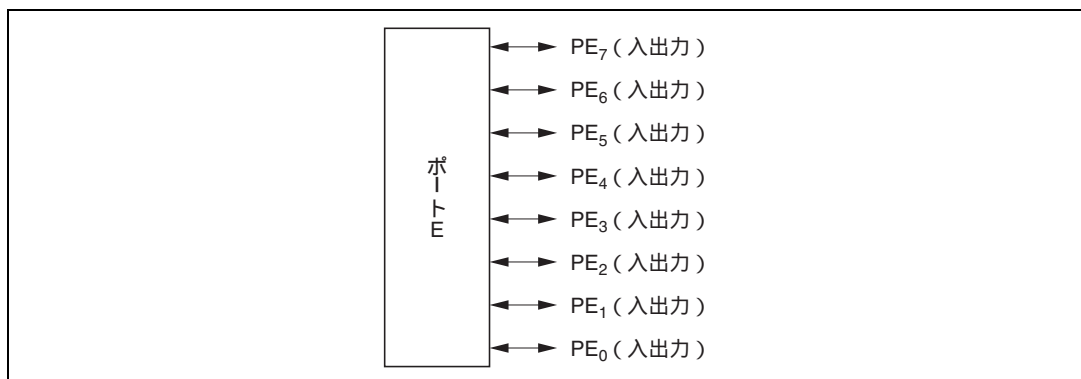 ポートE
PE₇ ( 入出力 )
PE₆ ( 入出力 )
PE₅ ( 入出力 )
PE₄ ( 入出力 )
PE₃ ( 入出力 )
PE₂ ( 入出力 )
PE₁ ( 入出力 )
PE₀ ( 入出力 )